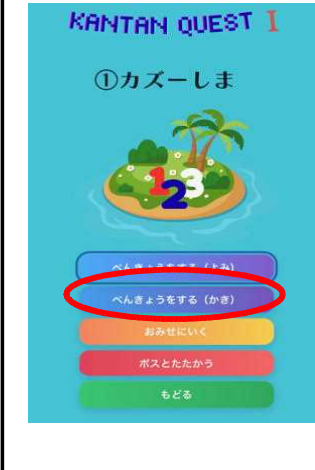 KANTAN QUEST I
①カズーしま
123
べんきょうをする（よみ）
べんきょうをする（かき）
おみせにいく
ボスとたたかう
もどる